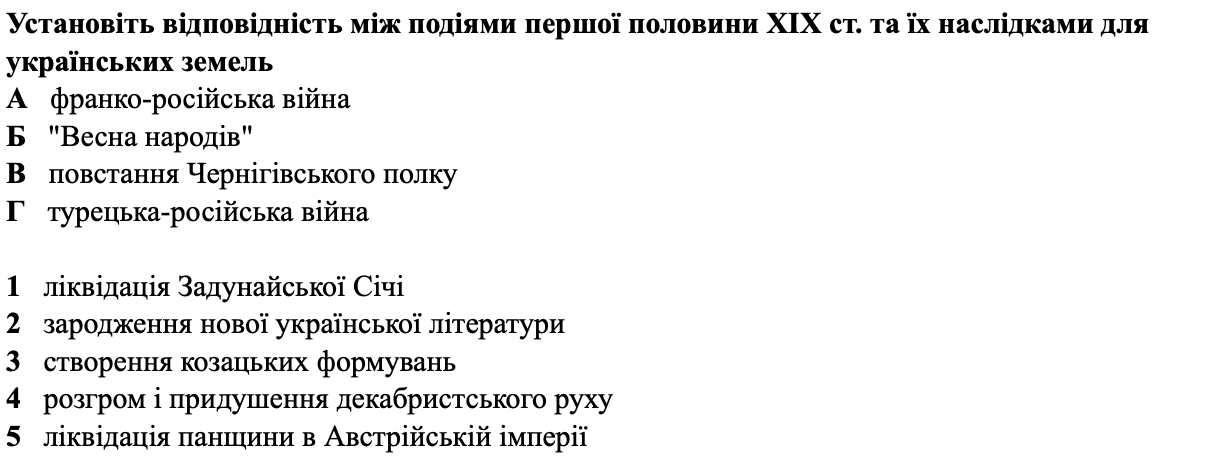 Установіть відповідність між подіями першої половини XIX ст. та їх наслідками для
українських земель
А франко-російська війна
Б "Весна народів"
В повстання Чернігівського полку
Г турецька-російська війна
1 ліквідація Задунайської Січі
2 зародження нової української літератури
3 створення козацьких формувань
4 розгром і придушення декабристського руху
5 ліквідація панщини в Австрійській імперії